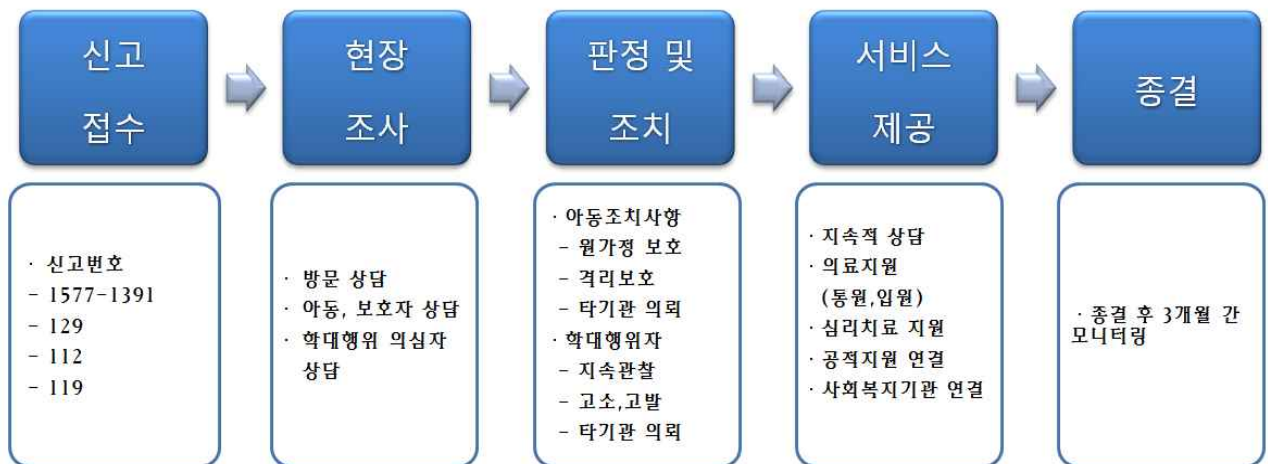 신고
접수
현장
조사
판정 및
조치
서비스
제공
종결
· 신고번호
- 1577-1391
- 129
- 112
- 119
· 방문 상담
· 아동, 보호자 상담
· 학대행위 의심자
상담
· 아동조치사항
- 원가정 보호
- 격리보호
- 타기관 의뢰
· 학대행위자
- 지속관찰
- 고소,고발
- 타기관 의뢰
· 지속적 상담
· 의료지원
(통원,입원)
· 심리치료 지원
· 공적지원 연결
· 사회복지기관 연결
· 종결 후 3개월 간
모니터링